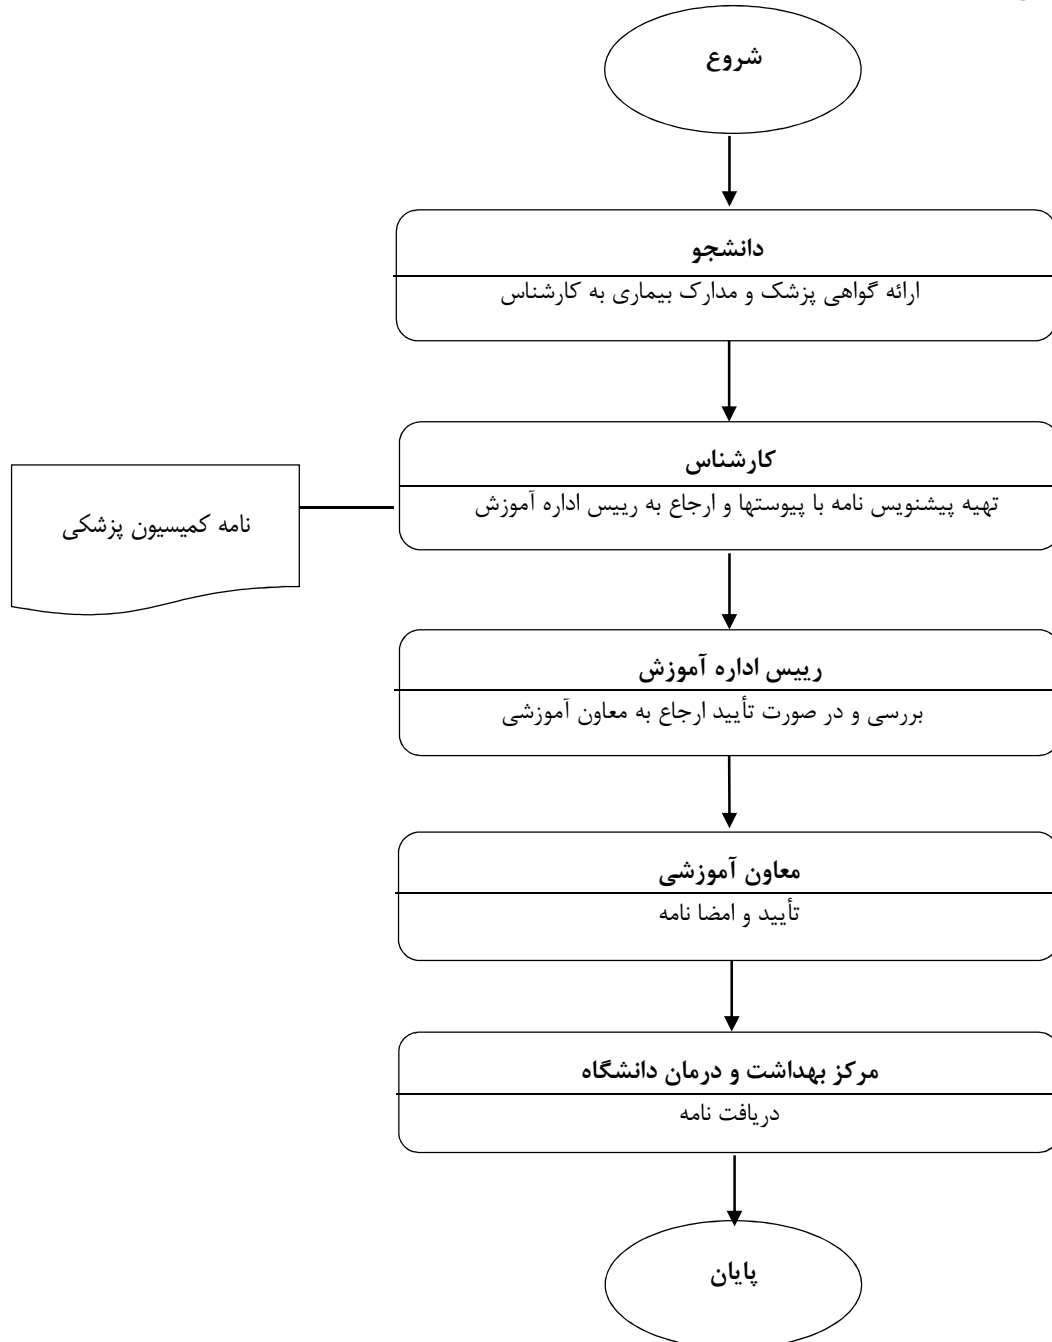 شروع
دانشجو
ارائه گواهی پزشک و مدارک بیماری به کارشناس
کارشناس
تهیه پیشنویس نامه با پیوستها و ارجاع به رییس اداره آموزش
نامه کمیسیون پزشکی
رییس اداره آموزش
بررسی و در صورت تأیید ارجاع به معاون آموزشی
معاون آموزشی
تأیید و امضا نامه
مرکز بهداشت و درمان دانشگاه
دریافت نامه
پایان